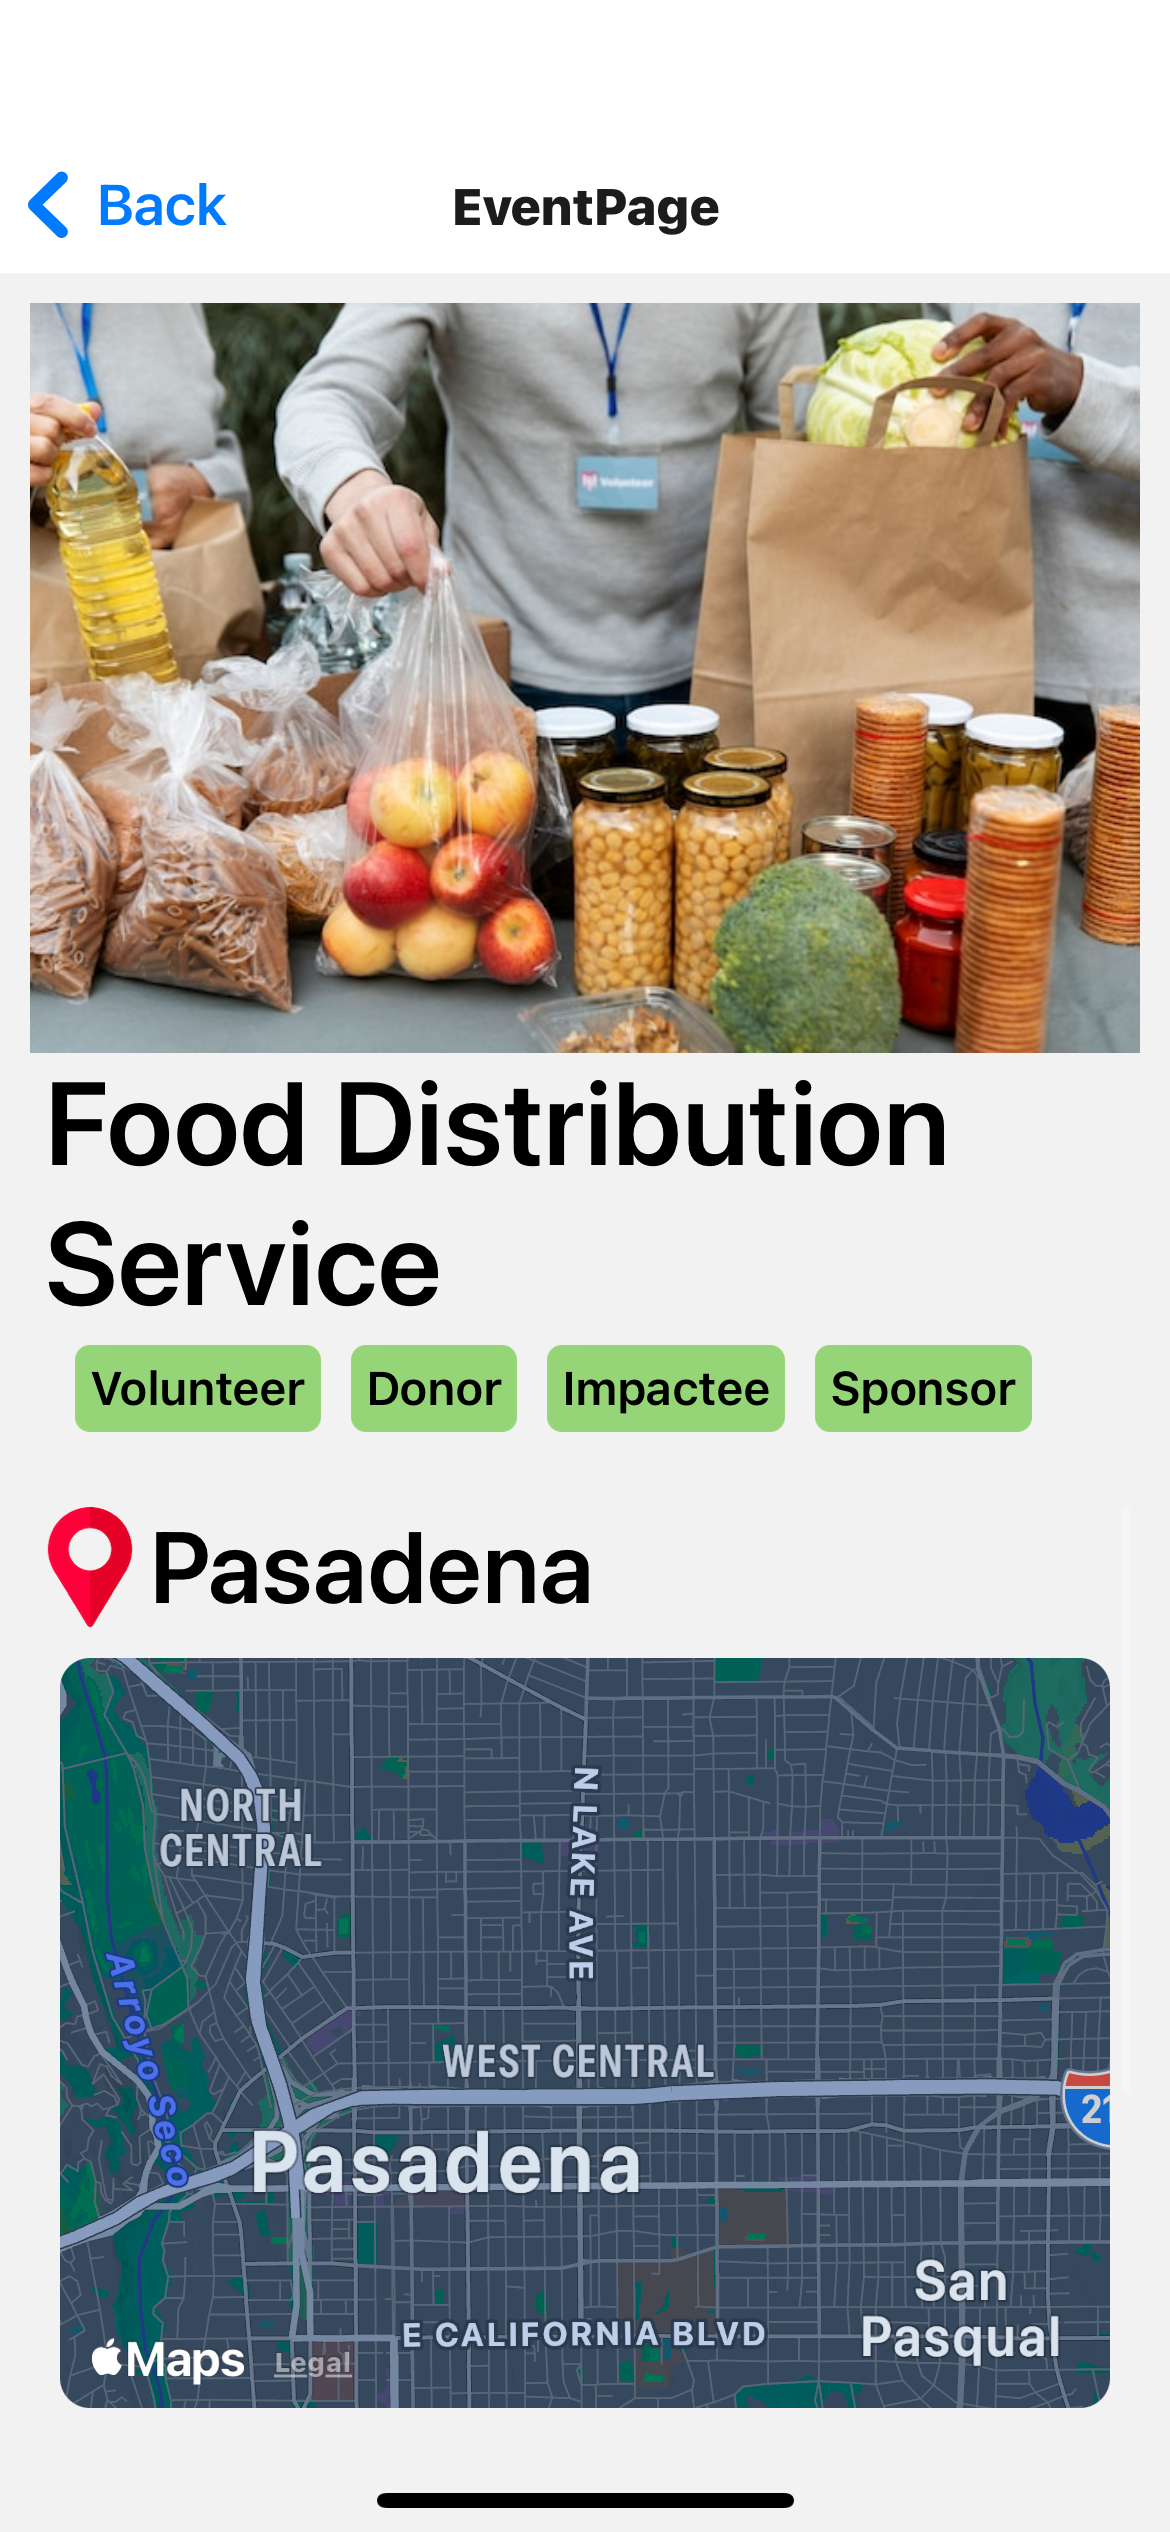 Back
EventPage
Volunteer
Food Distribution
Service
Volunteer
Donor
Impactee
Sponsor
Pasadena
NORTH
CENTRAL
N LAKE AVE
Arroyo Seco
WEST CENTRAL
Pasadena
San
Pasqual
E CALIFORNIA BLVD
Maps
Legal